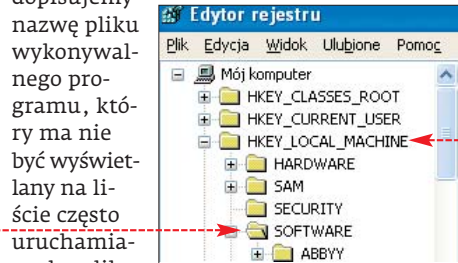 dopisujemy
nazwę pliku
wykonywal-
nego pro-
gramu, któ-
ry ma nie
być wyświet-
lany na li-
ście często
uruchamia-
Edytor rejestru
Plik Edycja Widok Ulubione Pomoc
Mój komputer
HKEY_CLASSES_ROOT
HKEY_CURRENT_USER
HKEY_LOCAL_MACHINE
HARDWARE
SAM
SECURITY
SOFTWARE
ABBYY